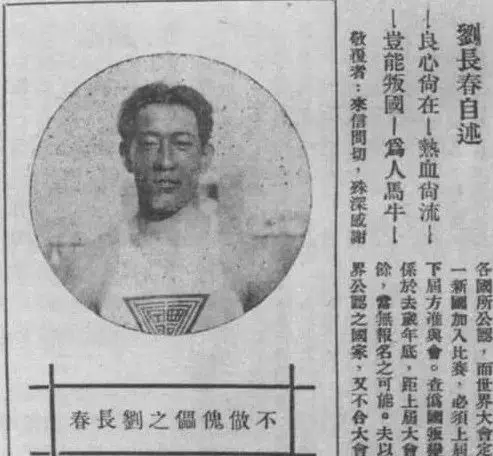 劉長春自述
—良心尙在—熱血尙流—
—豈能叛國—爲人馬牛—
敬覆者：來信問切，殊深感謝
各國所公認，而世界大會定
一新國加入比賽，必須上屆
下屆方准與會。查僞國
係於去歲年底，距上屆大會
餘，當無報名之可能。夫以
界公認之國家，又不合大會
不做傀儡之劉長春